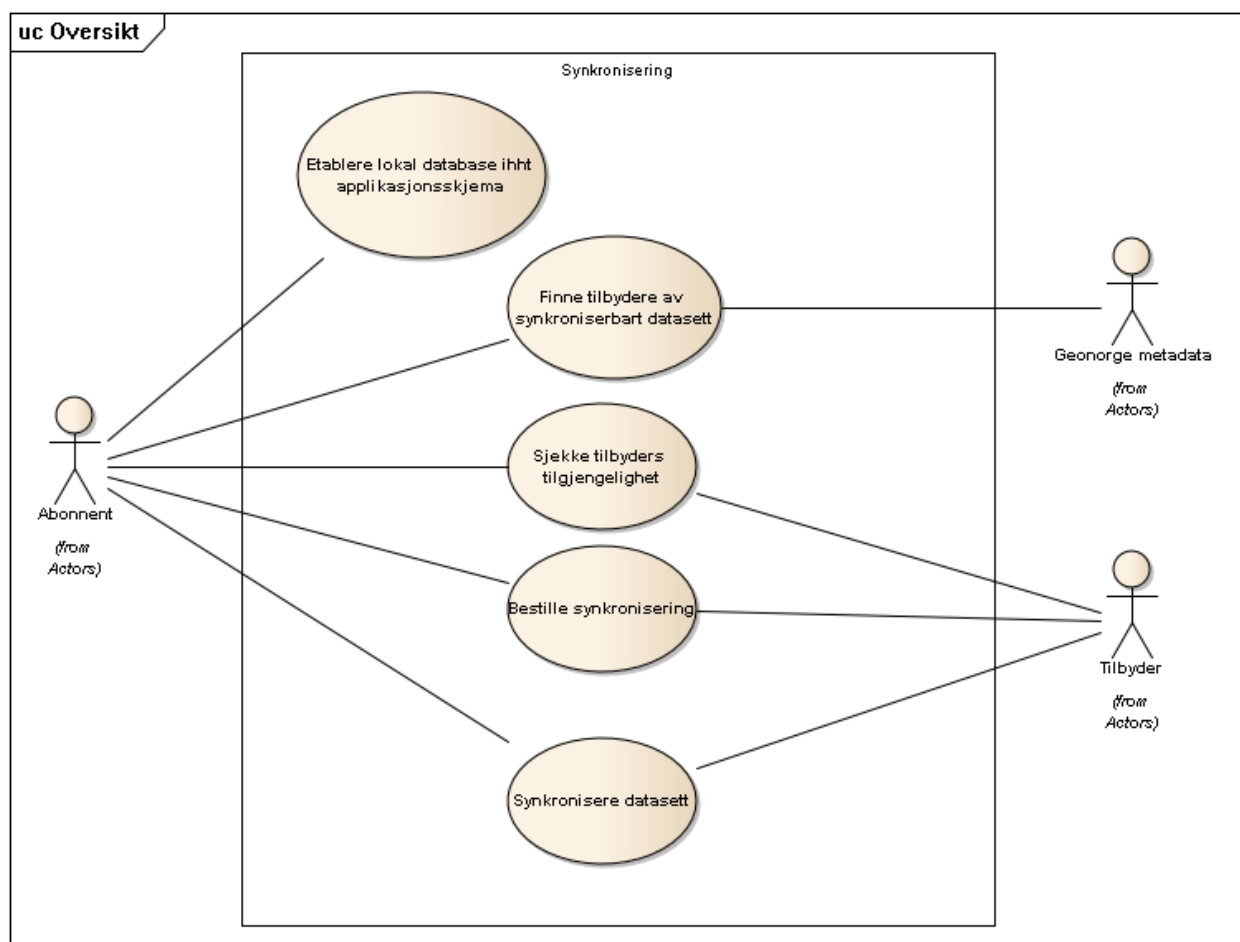 uc Oversikt
Synkronisering
Etablere lokal database ihht
applikasjonsskjema
Finne tilbydere av
synkroniserbart datasett
Geonorge metadata
(from
Actors)
Sjekke tilbyders
tilgjengelighet
Abonnent
(from
Actors)
Bestille synkronisering
Tilbyder
(from
Actors)
Synkronisere datasett